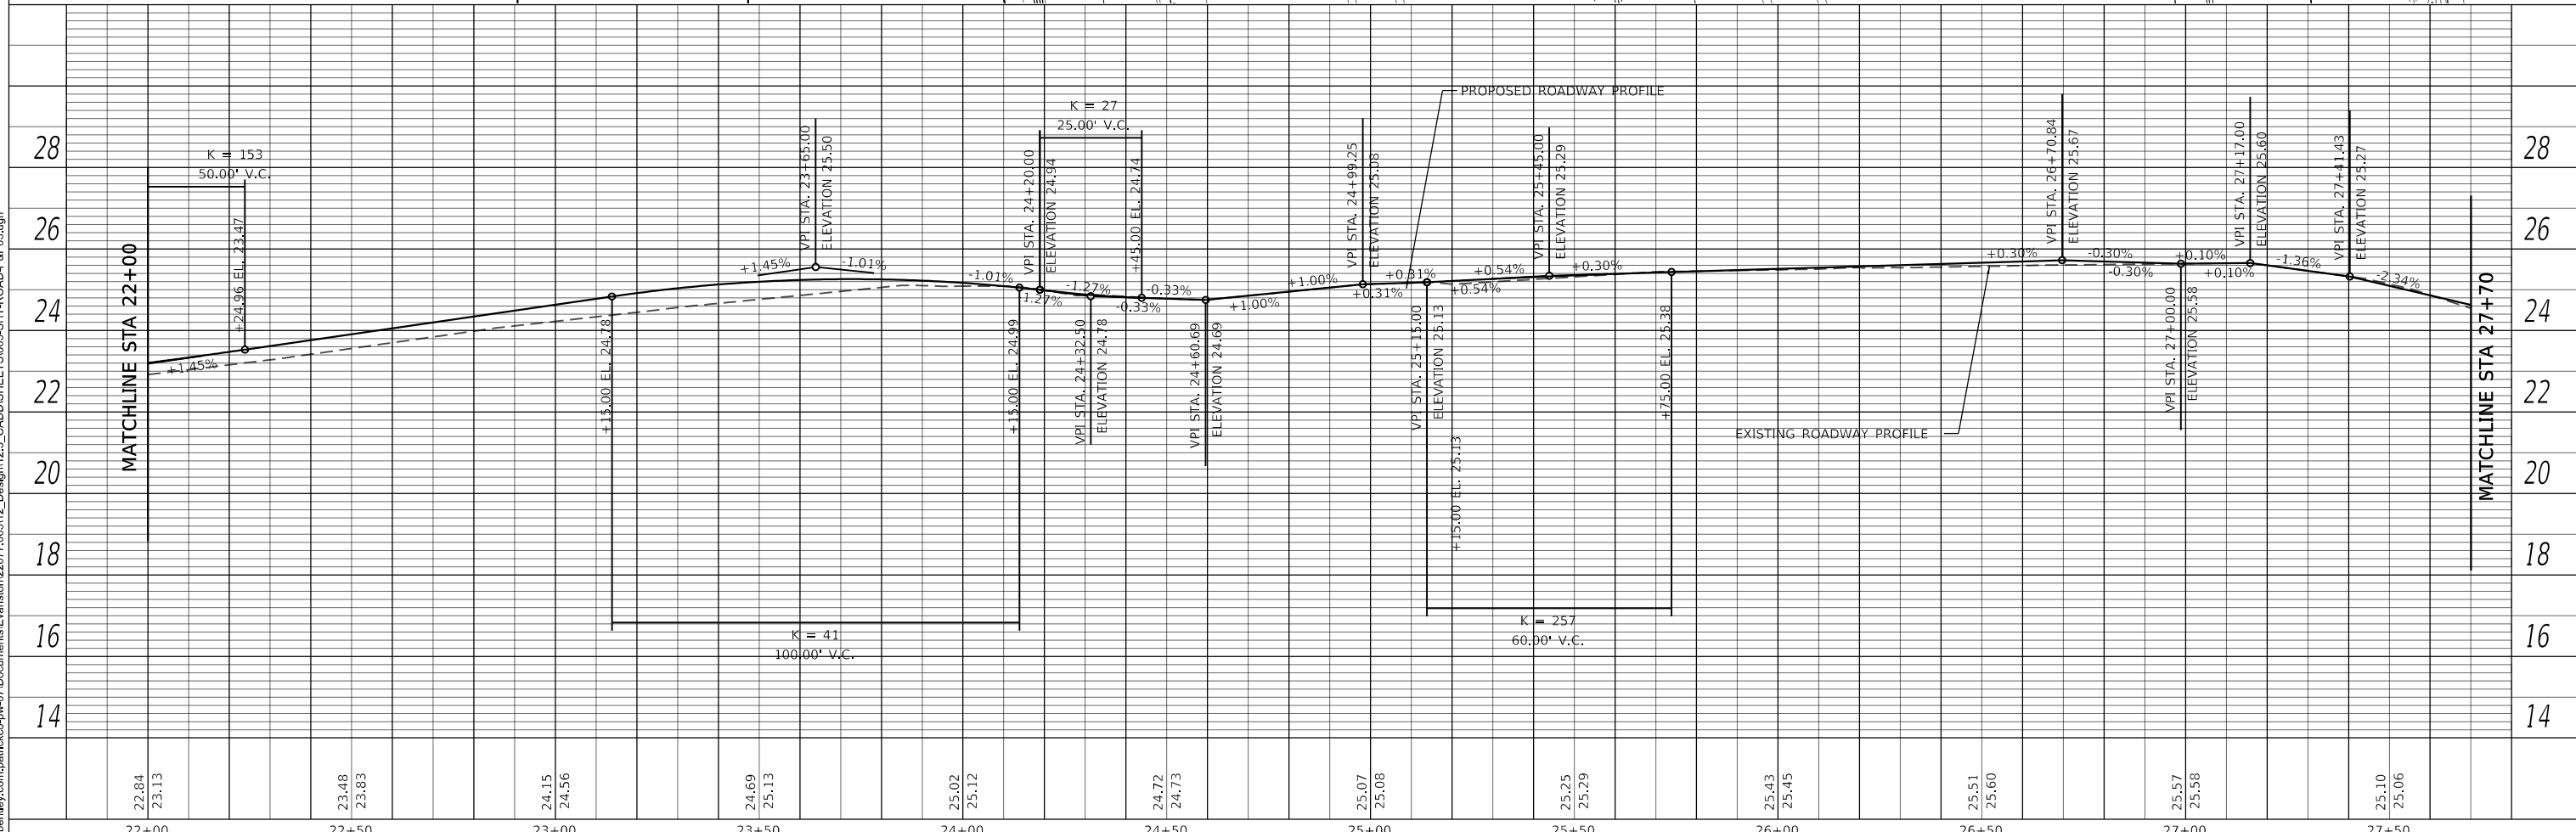 K = 153
50.00' V.C.
MATCHLINE STA 22+00
+24.96 EL. 23.47
+1.45%
+15.00 EL. 24.78
K = 41
100.00' V.C.
+1.45%
-1.01%
VPI STA. 23+65.00
ELEVATION 25.50
-1.01%
+15.00 EL. 24.99
K = 27
25.00' V.C.
VPI STA. 24+20.00
ELEVATION 24.94
+45.00 EL. 24.74
-1.27%
1.27%
VPI STA. 24+32.50
ELEVATION 24.78
-0.33%
-0.33%
VPI STA. 24+60.69
ELEVATION 24.69
+1.00%
+1.00%
VPI STA. 24+99.25
ELEVATION 25.08
PROPOSED ROADWAY PROFILE
+0.31%
+0.31%
VPI STA. 25+15.00
ELEVATION 25.13
+15.00 EL. 25.13
+0.54%
+0.54%
VPI STA. 25+45.00
ELEVATION 25.29
+0.30%
K = 257
60.00' V.C.
+75.00 EL. 25.38
EXISTING ROADWAY PROFILE
+0.30%
VPI STA. 26+70.84
ELEVATION 25.67
-0.30%
-0.30%
VPI STA. 27+00.00
ELEVATION 25.58
+0.10%
+0.10%
VPI STA. 27+17.00
ELEVATION 25.60
-1.36%
VPI STA. 27+41.43
ELEVATION 25.27
-2.34%
MATCHLINE STA 27+70
28 28
26 26
24 24
22 22
20 20
18 18
16 16
14 14
22.84
23.13
23.48
23.83
24.15
24.56
24.69
25.13
25.02
25.12
24.72
24.73
25.07
25.08
25.25
25.29
25.43
25.45
25.51
25.60
25.57
25.58
25.10
25.06
22+00 22+50 23+00 23+50 24+00 24+50 25+00 25+50 26+00 26+50 27+00 27+50